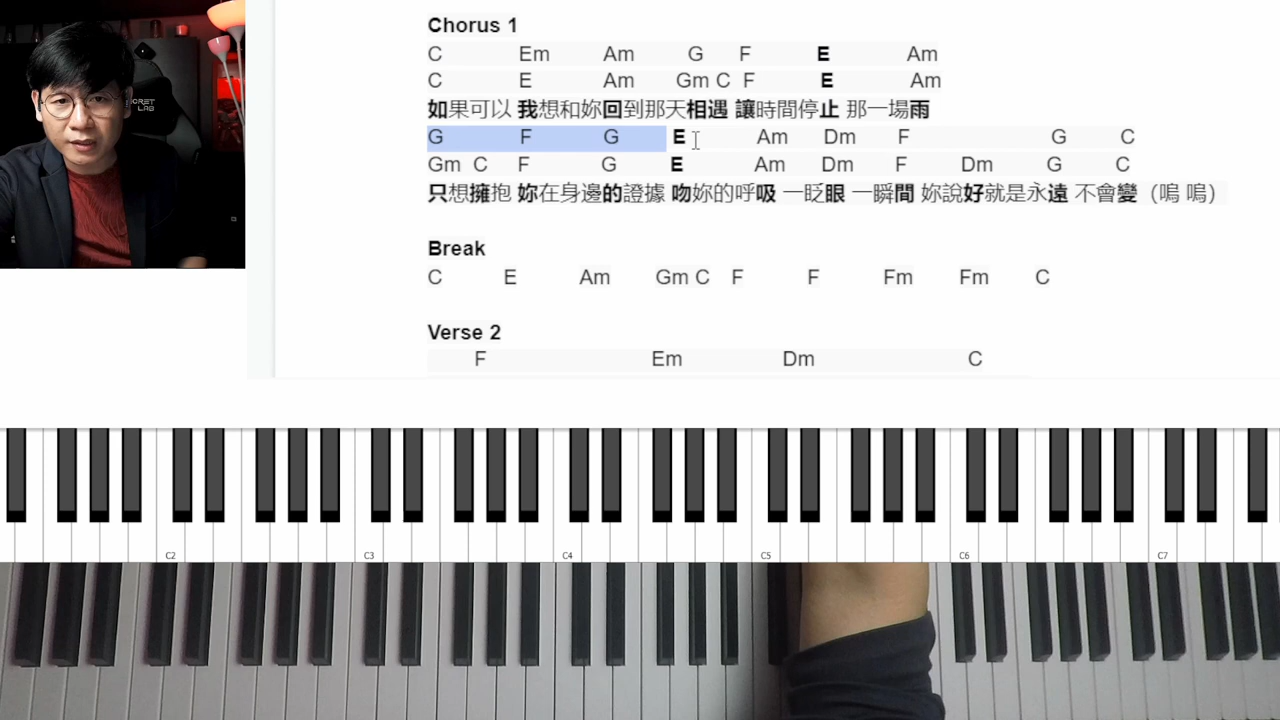 Chorus 1
C Em Am G F E Am
C E Am Gm C F E Am
如果可以 我想和妳回到那天相遇 讓時間停止 那一場雨
G F G E Am Dm F G C
Gm C F G E Am Dm F Dm G C
只想擁抱 妳在身邊的證據 吻妳的呼吸 一眨眼 一瞬間 妳說好就是永遠 不會變（嗚 嗚）
Break
C E Am Gm C F F Fm Fm C
Verse 2
F Em Dm C
C2 C3 C4 C5 C6 C7